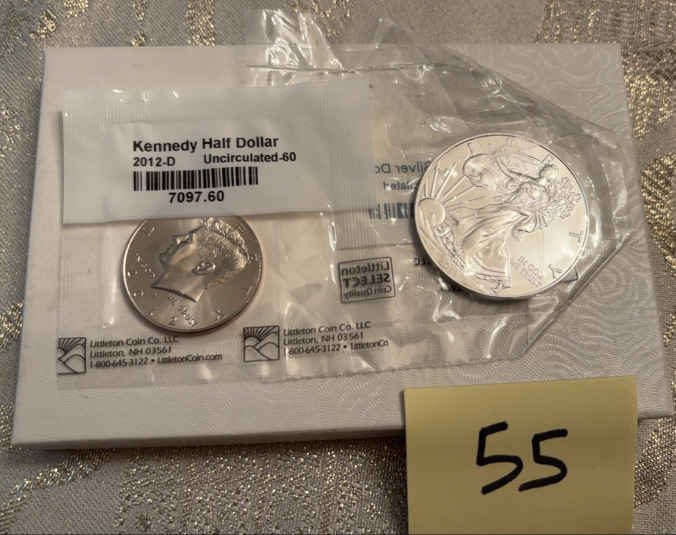 Kennedy Half Dollar
2012-D Uncirculated-60
7097.60
Silver Do
Littleton
SELECT
Coin Quality
Littleton Coin Co. LLC
Littleton, NH 03561
1-800-645-3122 • LittletonCoin.com
Littleton Coin Co. LLC
Littleton, NH 03561
1-800-645-3122 • LittletonCo
55